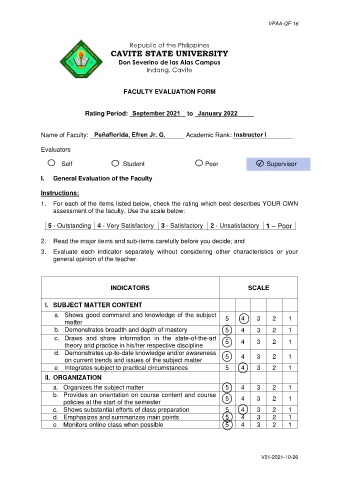 VPAA-QF-16
Republic of the Philippines
CAVITE STATE UNIVERSITY
Don Severino de las Alas Campus
Indang, Cavite
FACULTY EVALUATION FORM
Rating Period: September 2021 to January 2022
Name of Faculty: Peñaflorida, Efren Jr. G. Academic Rank: Instructor I
Evaluators
Self Student Peer Supervisor
I. General Evaluation of the Faculty
Instructions:
1. For each of the items listed below, check the rating which best describes YOUR OWN
assessment of the faculty. Use the scale below:
5 - Outstanding 4 - Very Satisfactory 3 - Satisfactory 2 - Unsatisfactory 1 – Poor
2. Read the major items and sub-items carefully before you decide; and
3. Evaluate each indicator separately without considering other characteristics or your
general opinion of the teacher.
INDICATORS SCALE
I. SUBJECT MATTER CONTENT
a. Shows good command and knowledge of the subject
matter 5 4 3 2 1
b. Demonstrates breadth and depth of mastery 5 4 3 2 1
c. Draws and share information in the state-of-the-art
theory and practice in his/her respective discipline 5 4 3 2 1
d. Demonstrates up-to-date knowledge and/or awareness
on current trends and issues of the subject matter 5 4 3 2 1
e. Integrates subject to practical circumstances 5 4 3 2 1
II. ORGANIZATION
a. Organizes the subject matter 5 4 3 2 1
b. Provides an orientation on course content and course
policies at the start of the semester 5 4 3 2 1
c. Shows substantial efforts of class preparation 5 4 3 2 1
d. Emphasizes and summarizes main points 5 4 3 2 1
e. Monitors online class when possible 5 4 3 2 1
V01-2021-10-26